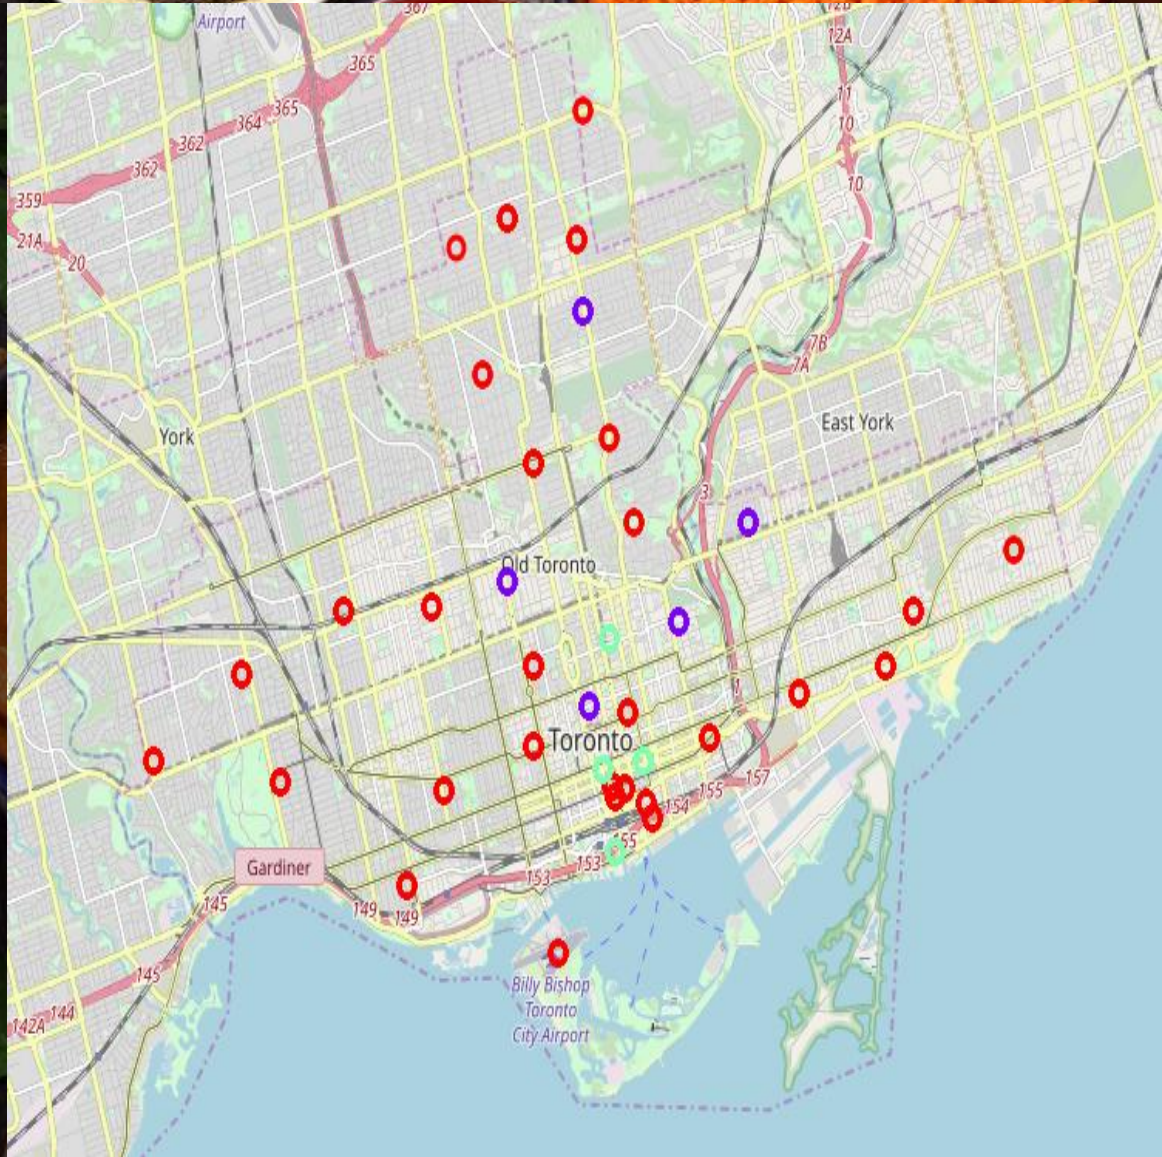 367
12B
Airport
12A
365
11
365
364
10
362
362
10
359
21A
20
7B
7A
York
East York
3
Old Toronto
1
Toronto
157
155
154
155
Gardiner
153
153
145
149
149
145
Billy Bishop
Toronto
City Airport
144
142A